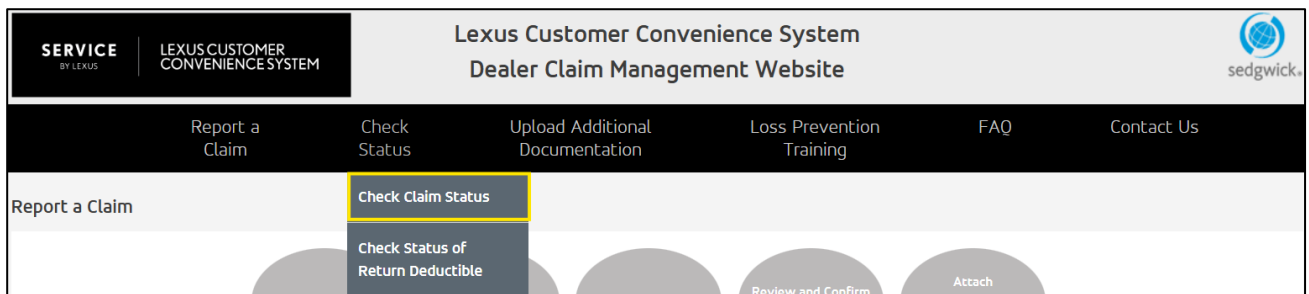 SERVICE
BY LEXUS
LEXUS CUSTOMER
CONVENIENCE SYSTEM
Lexus Customer Convenience System
Dealer Claim Management Website
sedgwick.
Report a
Claim
Check
Status
Upload Additional
Documentation
Loss Prevention
Training
FAQ
Contact Us
Report a Claim
Check Claim Status
Check Status of
Return Deductible
Review and Confirm
Attach